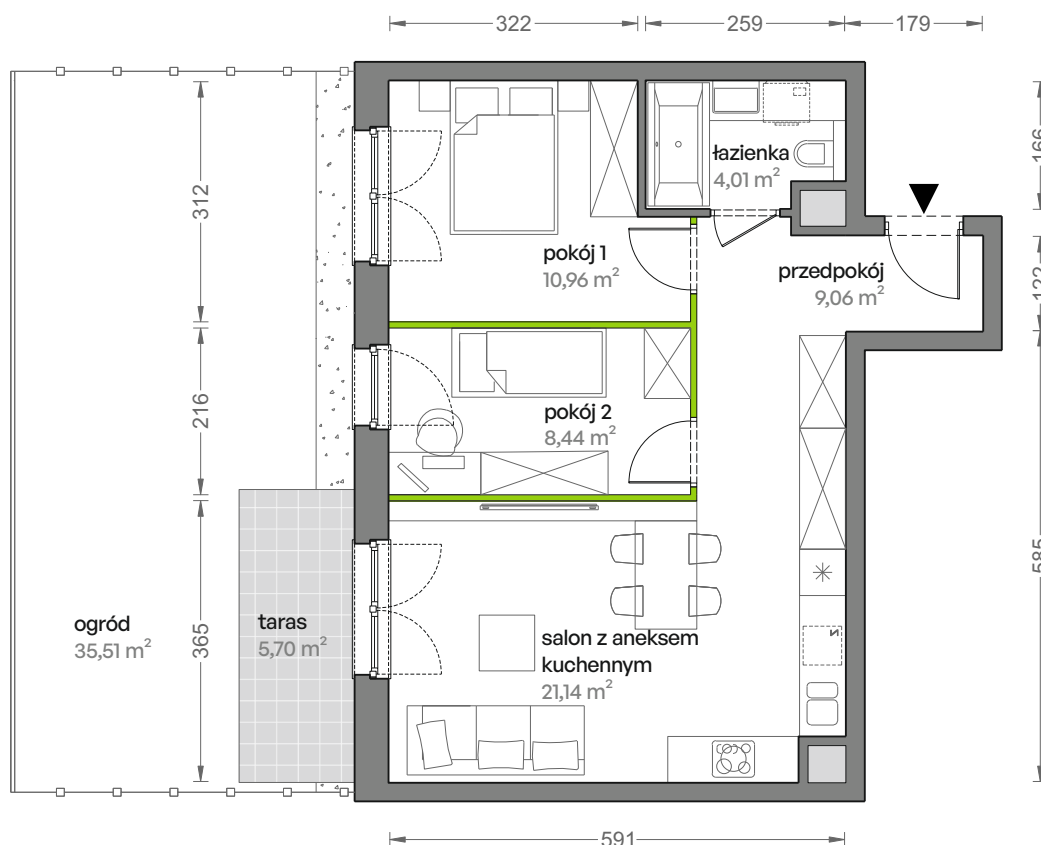 322
259
179
312
166
łazienka
4,01 m²
pokój 1
10,96 m²
przedpokój
9,06 m²
122
216
pokój 2
8,44 m²
585
365
ogród
35,51 m²
taras
5,70 m²
salon z aneksem
kuchennym
21,14 m²
591